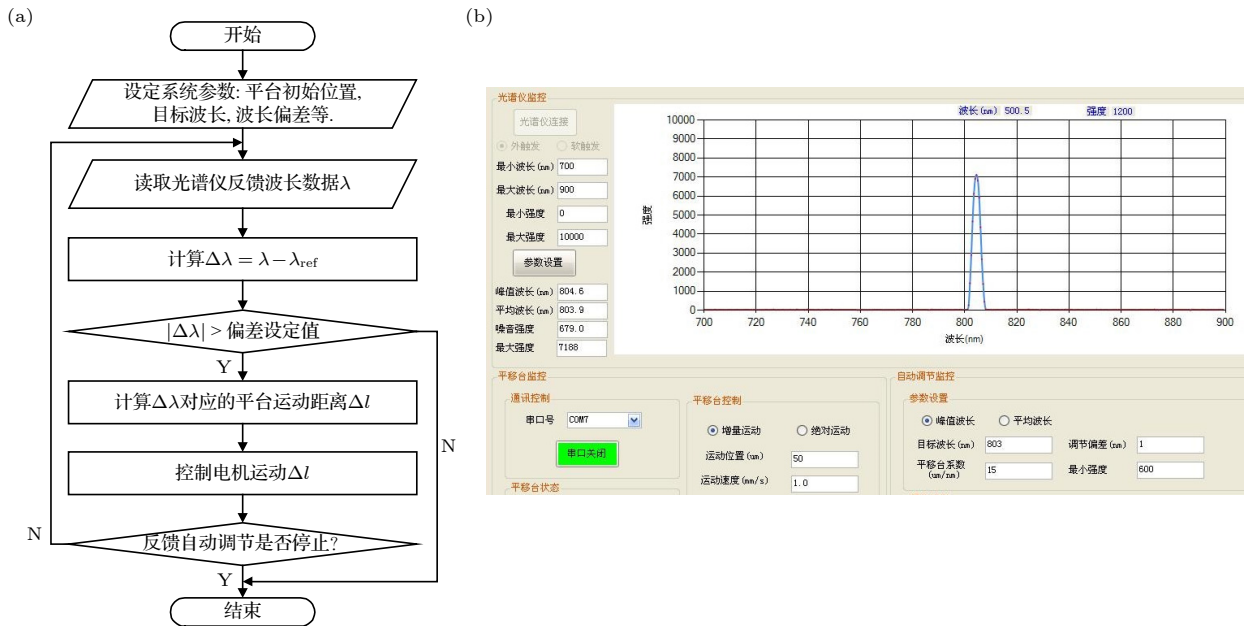 (a)
开始
设定系统参数: 平台初始位置,
目标波长, 波长偏差等.
读取光谱仪反馈波长数据λ
计算Δλ = λ−λref
|Δλ| > 偏差设定值
Y
N
计算Δλ对应的平台运动距离Δl
控制电机运动Δl
N
反馈自动调节是否停止?
Y
结束
(b)
光谱仪监控
光谱仪连接
外触发 软触发
最小波长(nm) 700
最大波长(nm) 900
最小强度 0
最大强度 10000
参数设置
峰值波长(nm) 804.6
平均波长(nm) 803.9
噪音强度 679.0
最大强度 7188
波长(nm) 500.5 强度 1200
10000
9000
8000
7000
6000
5000
4000
3000
2000
1000
0
强度
700 720 740 760 780 800 820 840 860 880 900
波长(nm)
平移台监控
通讯控制
串口号 COM7
串口关闭
平移台状态
平移台控制
增量运动 绝对运动
运动位置(um) 50
运动速度(mm/s) 1.0
自动调节监控
参数设置
峰值波长 平均波长
目标波长(nm) 803 调节偏差(nm) 1
平移台系数 15 最小强度 600
(um/nm)